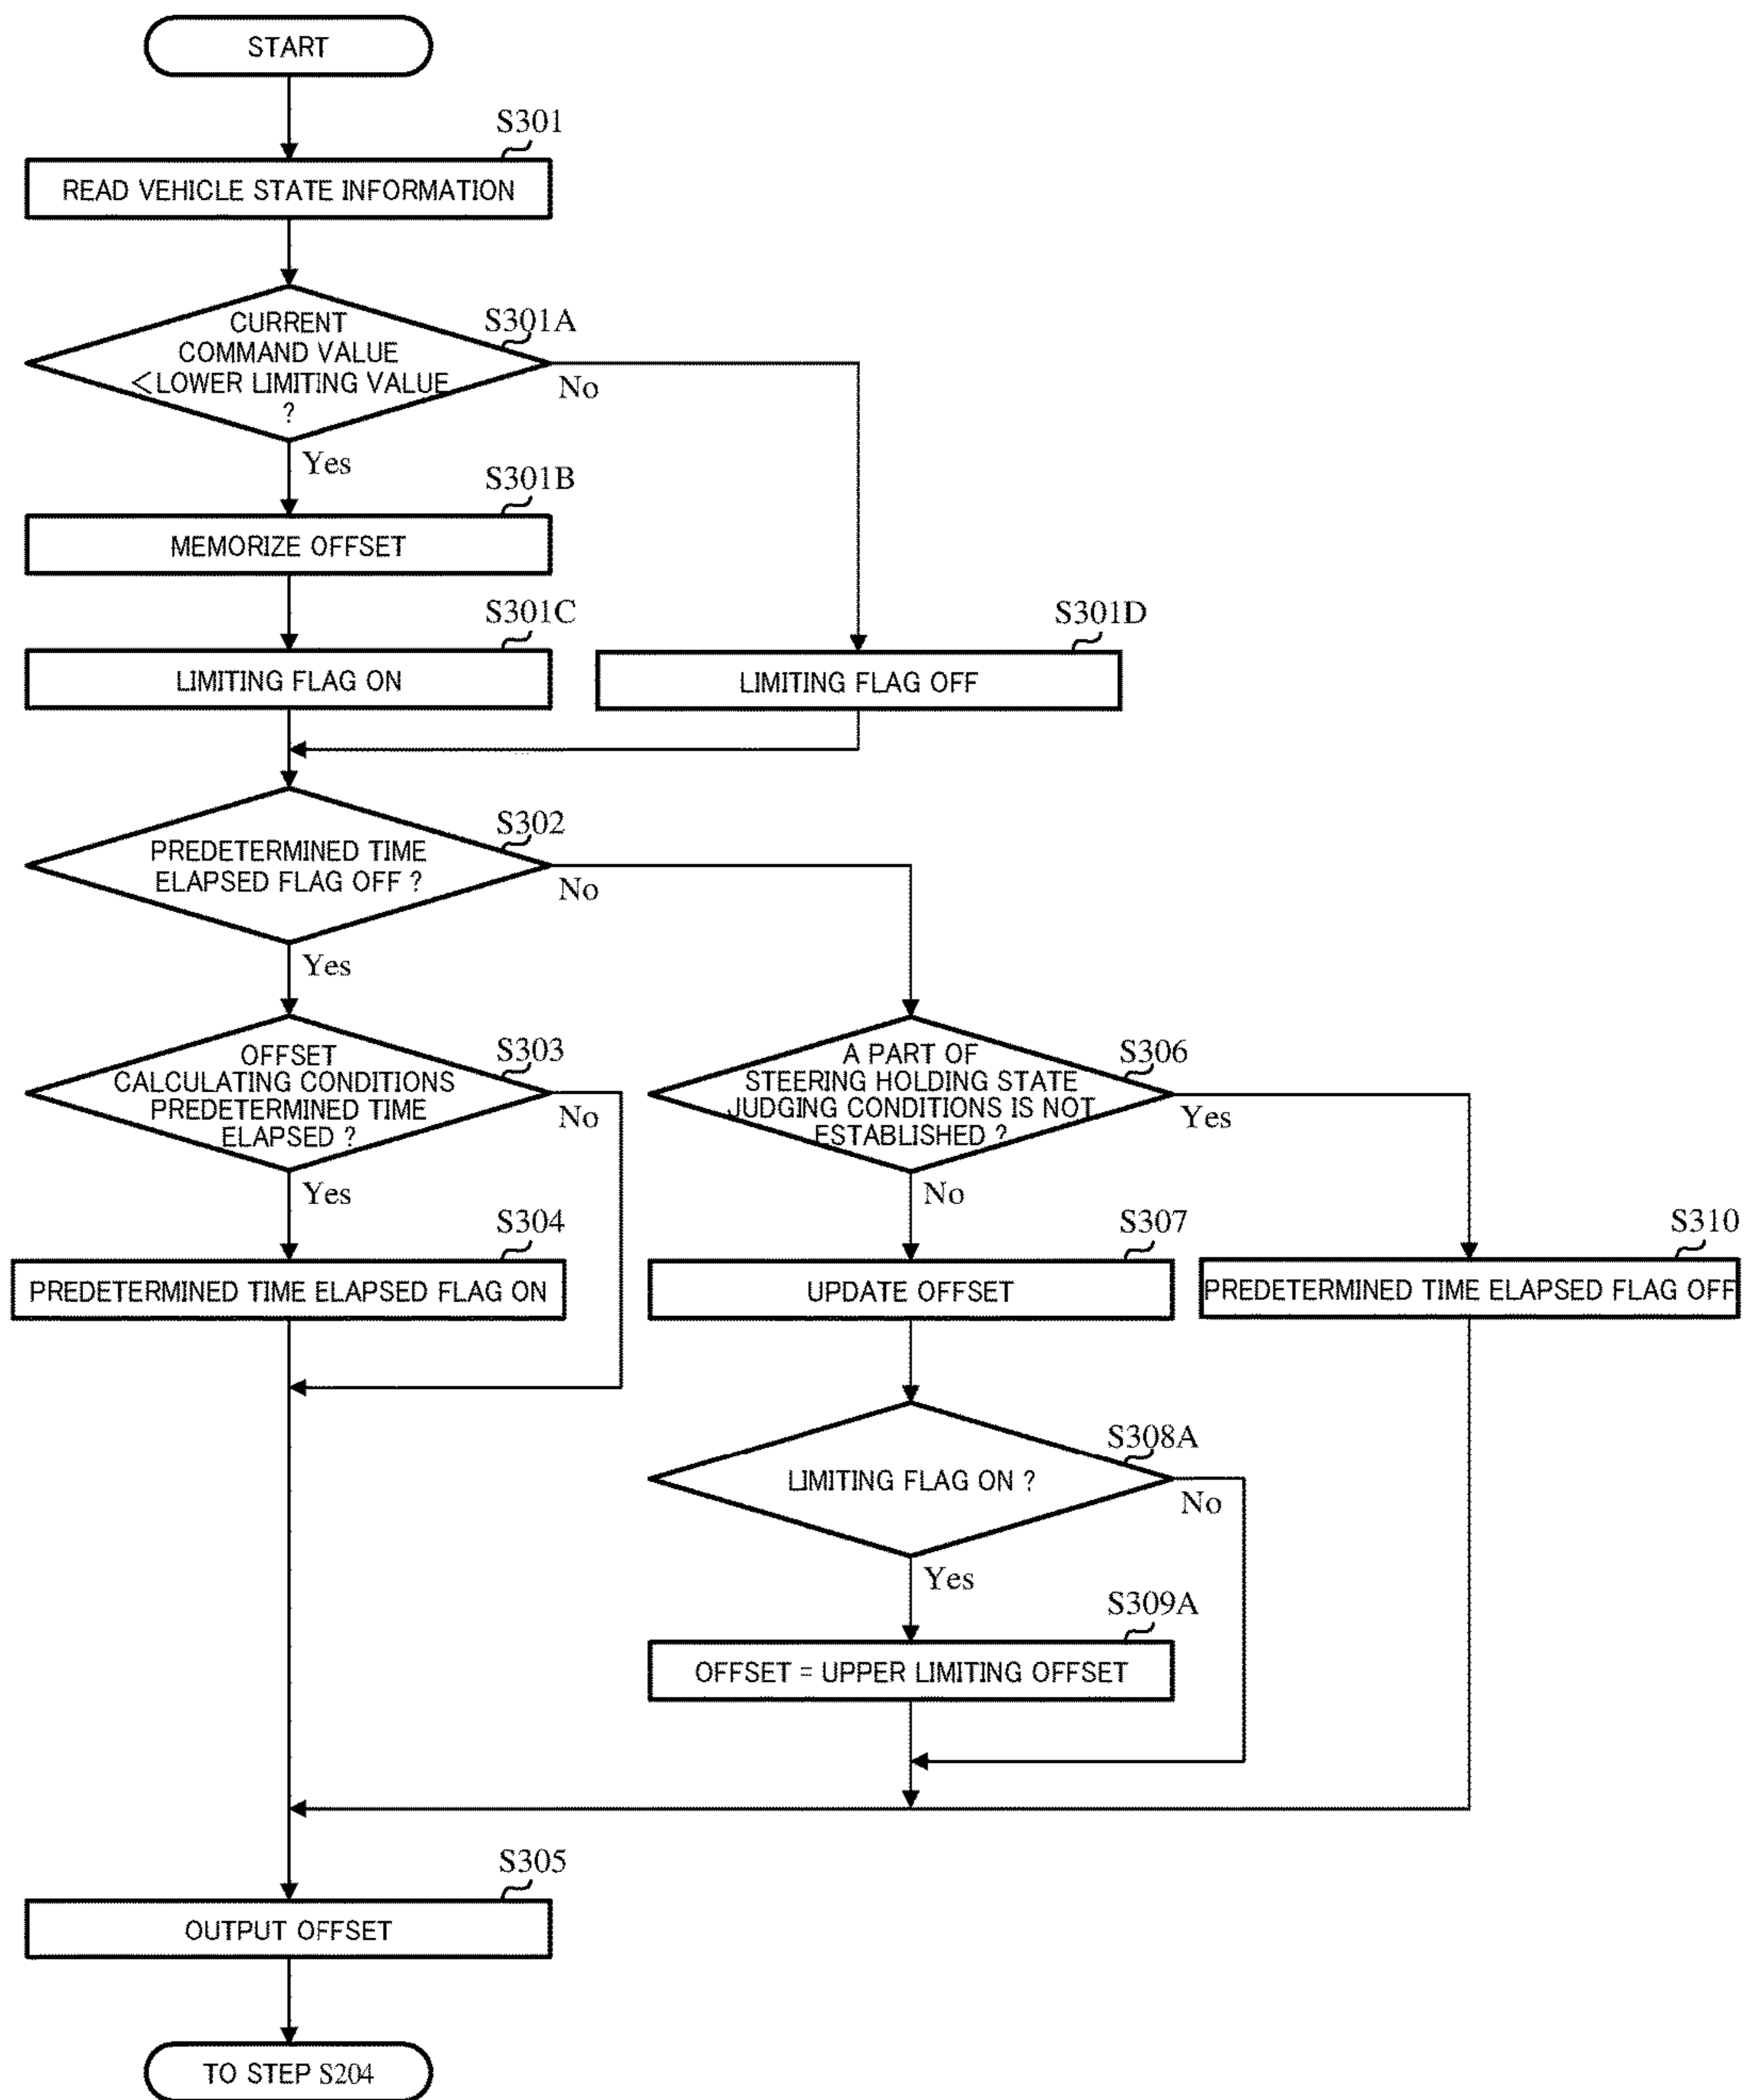 START
S301
READ VEHICLE STATE INFORMATION
S301A
CURRENT
COMMAND VALUE
<LOWER LIMITING VALUE
?
No
Yes
S301B
MEMORIZE OFFSET
S301C
LIMITING FLAG ON
S301D
LIMITING FLAG OFF
S302
PREDETERMINED TIME
ELAPSED FLAG OFF ?
No
Yes
S303
OFFSET
CALCULATING CONDITIONS
PREDETERMINED TIME
ELAPSED ?
No
Yes
S306
A PART OF
STEERING HOLDING STATE
JUDGING CONDITIONS IS NOT
ESTABLISHED ?
Yes
No
S304
PREDETERMINED TIME ELAPSED FLAG ON
S307
UPDATE OFFSET
S310
PREDETERMINED TIME ELAPSED FLAG OFF
S308A
LIMITING FLAG ON ?
No
Yes
S309A
OFFSET = UPPER LIMITING OFFSET
S305
OUTPUT OFFSET
TO STEP S204